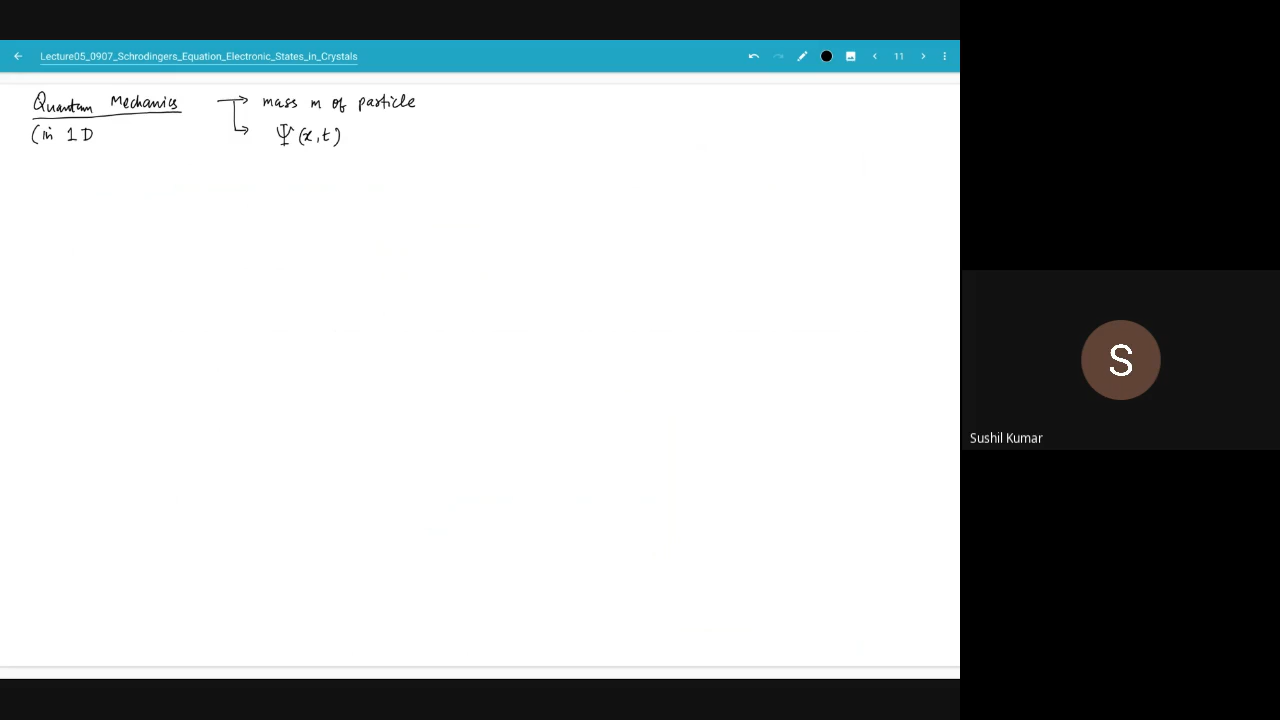 Lecture05_0907_Schrodingers_Equation_Electronic_States_in_Crystals
11
Quantum Mechanics → mass m of particle
(in 1D → Ψ(x,t)
S
Sushil Kumar